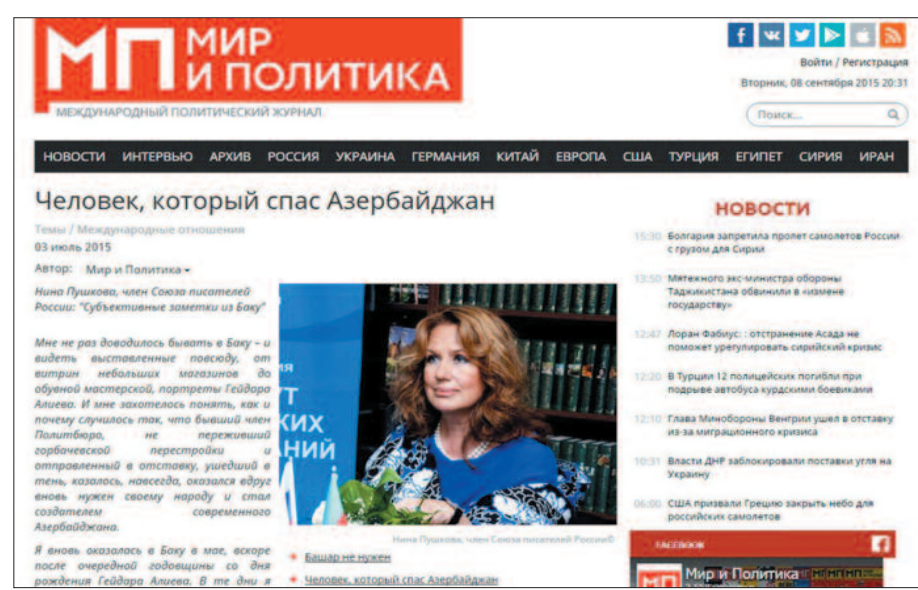 МП МИР
И ПОЛИТИКА
МЕЖДУНАРОДНЫЙ ПОЛИТИЧЕСКИЙ ЖУРНАЛ
Войти / Регистрация
Вторник, 08 сентября 2015 20:31
Поиск...
НОВОСТИ ИНТЕРВЬЮ АРХИВ РОССИЯ УКРАИНА ГЕРМАНИЯ КИТАЙ ЕВРОПА США ТУРЦИЯ ЕГИПЕТ СИРИЯ ИРАН
Человек, который спас Азербайджан
Темы / Международные отношения
03 июль 2015
Автор: Мир и Политика
Нина Пушкова, член Союза писателей
России: "Субъективные заметки из Баку"
Мне не раз доводилось бывать в Баку – и
видеть выставленные повсюду, от
витрин небольших магазинов до
обувной мастерской, портреты Гейдара
Алиева. И мне захотелось понять, как и
почему случилось так, что бывший член
Политбюро, не переживший
горбачевской перестройки и
отправленный в отставку, ушедший в
тень, казалось, навсегда, оказался вдруг
вновь нужен своему народу и стал
создателем современного
Азербайджана.
Я вновь оказалась в Баку в мае, вскоре
после очередной годовщины со дня
рождения Гейдара Алиева. В те дни я
КИХ
НИЙ
Нина Пушкова, член Союза писателей России©
Башар не нужен
Человек, который спас Азербайджан
НОВОСТИ
15:30 Болгария запретила пролет самолетов России
с грузом для Сирии
13:50 Мятежного экс-министра обороны
Таджикистана обвинили в «измене
государству»
12:47 Лоран Фабиус: : отстранение Асада не
поможет урегулировать сирийский кризис
12:20 В Турции 12 полицейских погибли при
подрыве автобуса курдскими боевиками
12:10 Глава Минобороны Венгрии ушел в отставку
из-за миграционного кризиса
10:31 Власти ДНР заблокировали поставки угля на
Украину
06:00 США призвали Грецию закрыть небо для
российских самолетов
FACEBOOK
МП Мир и Политика